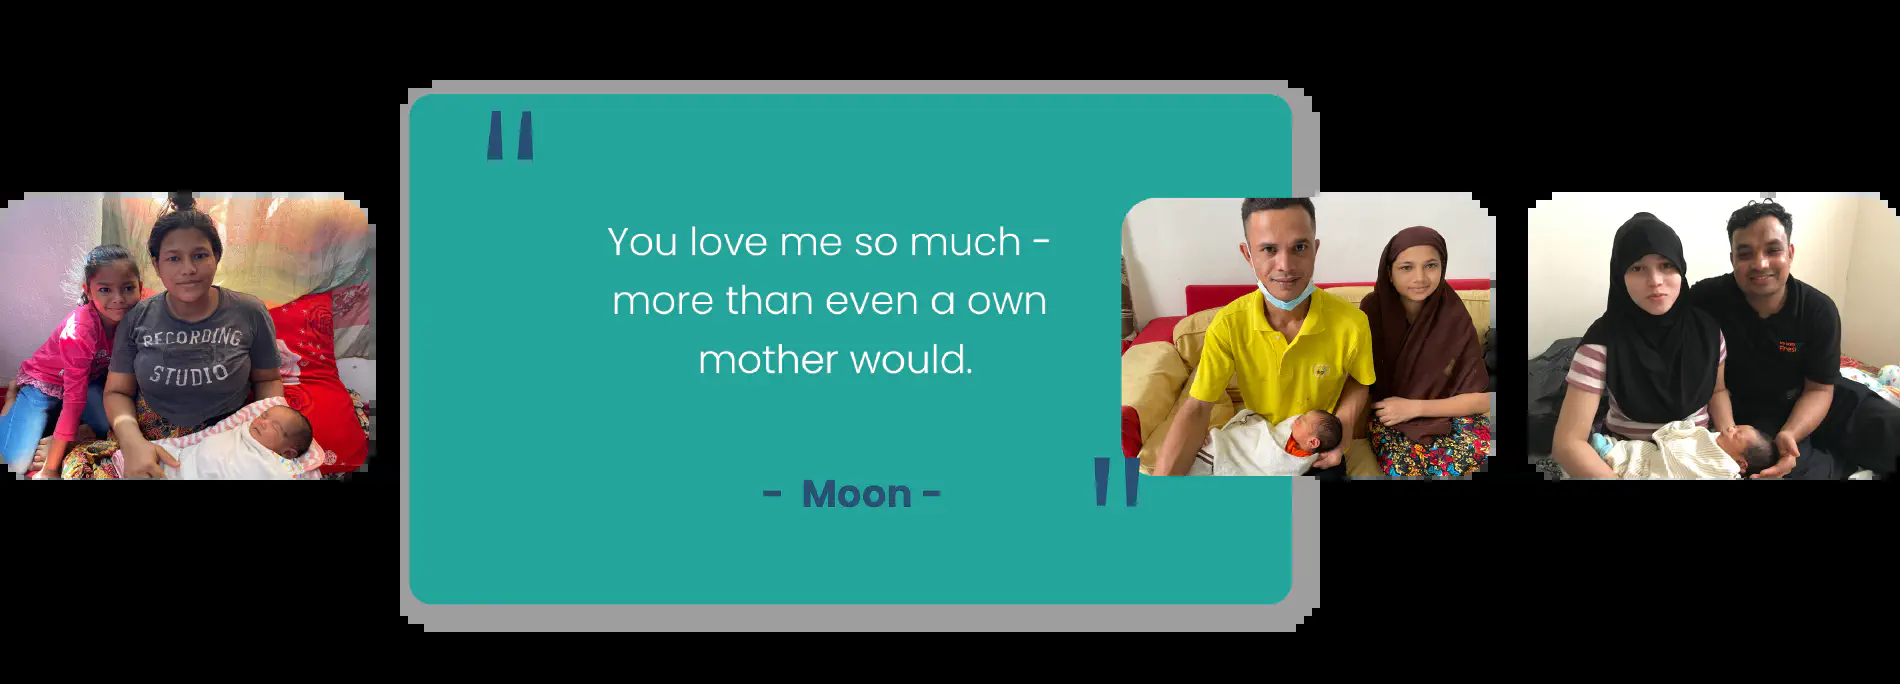 "
You love me so much -
more than even a own
mother would.
- Moon -
"
RECORDING
STUDIO